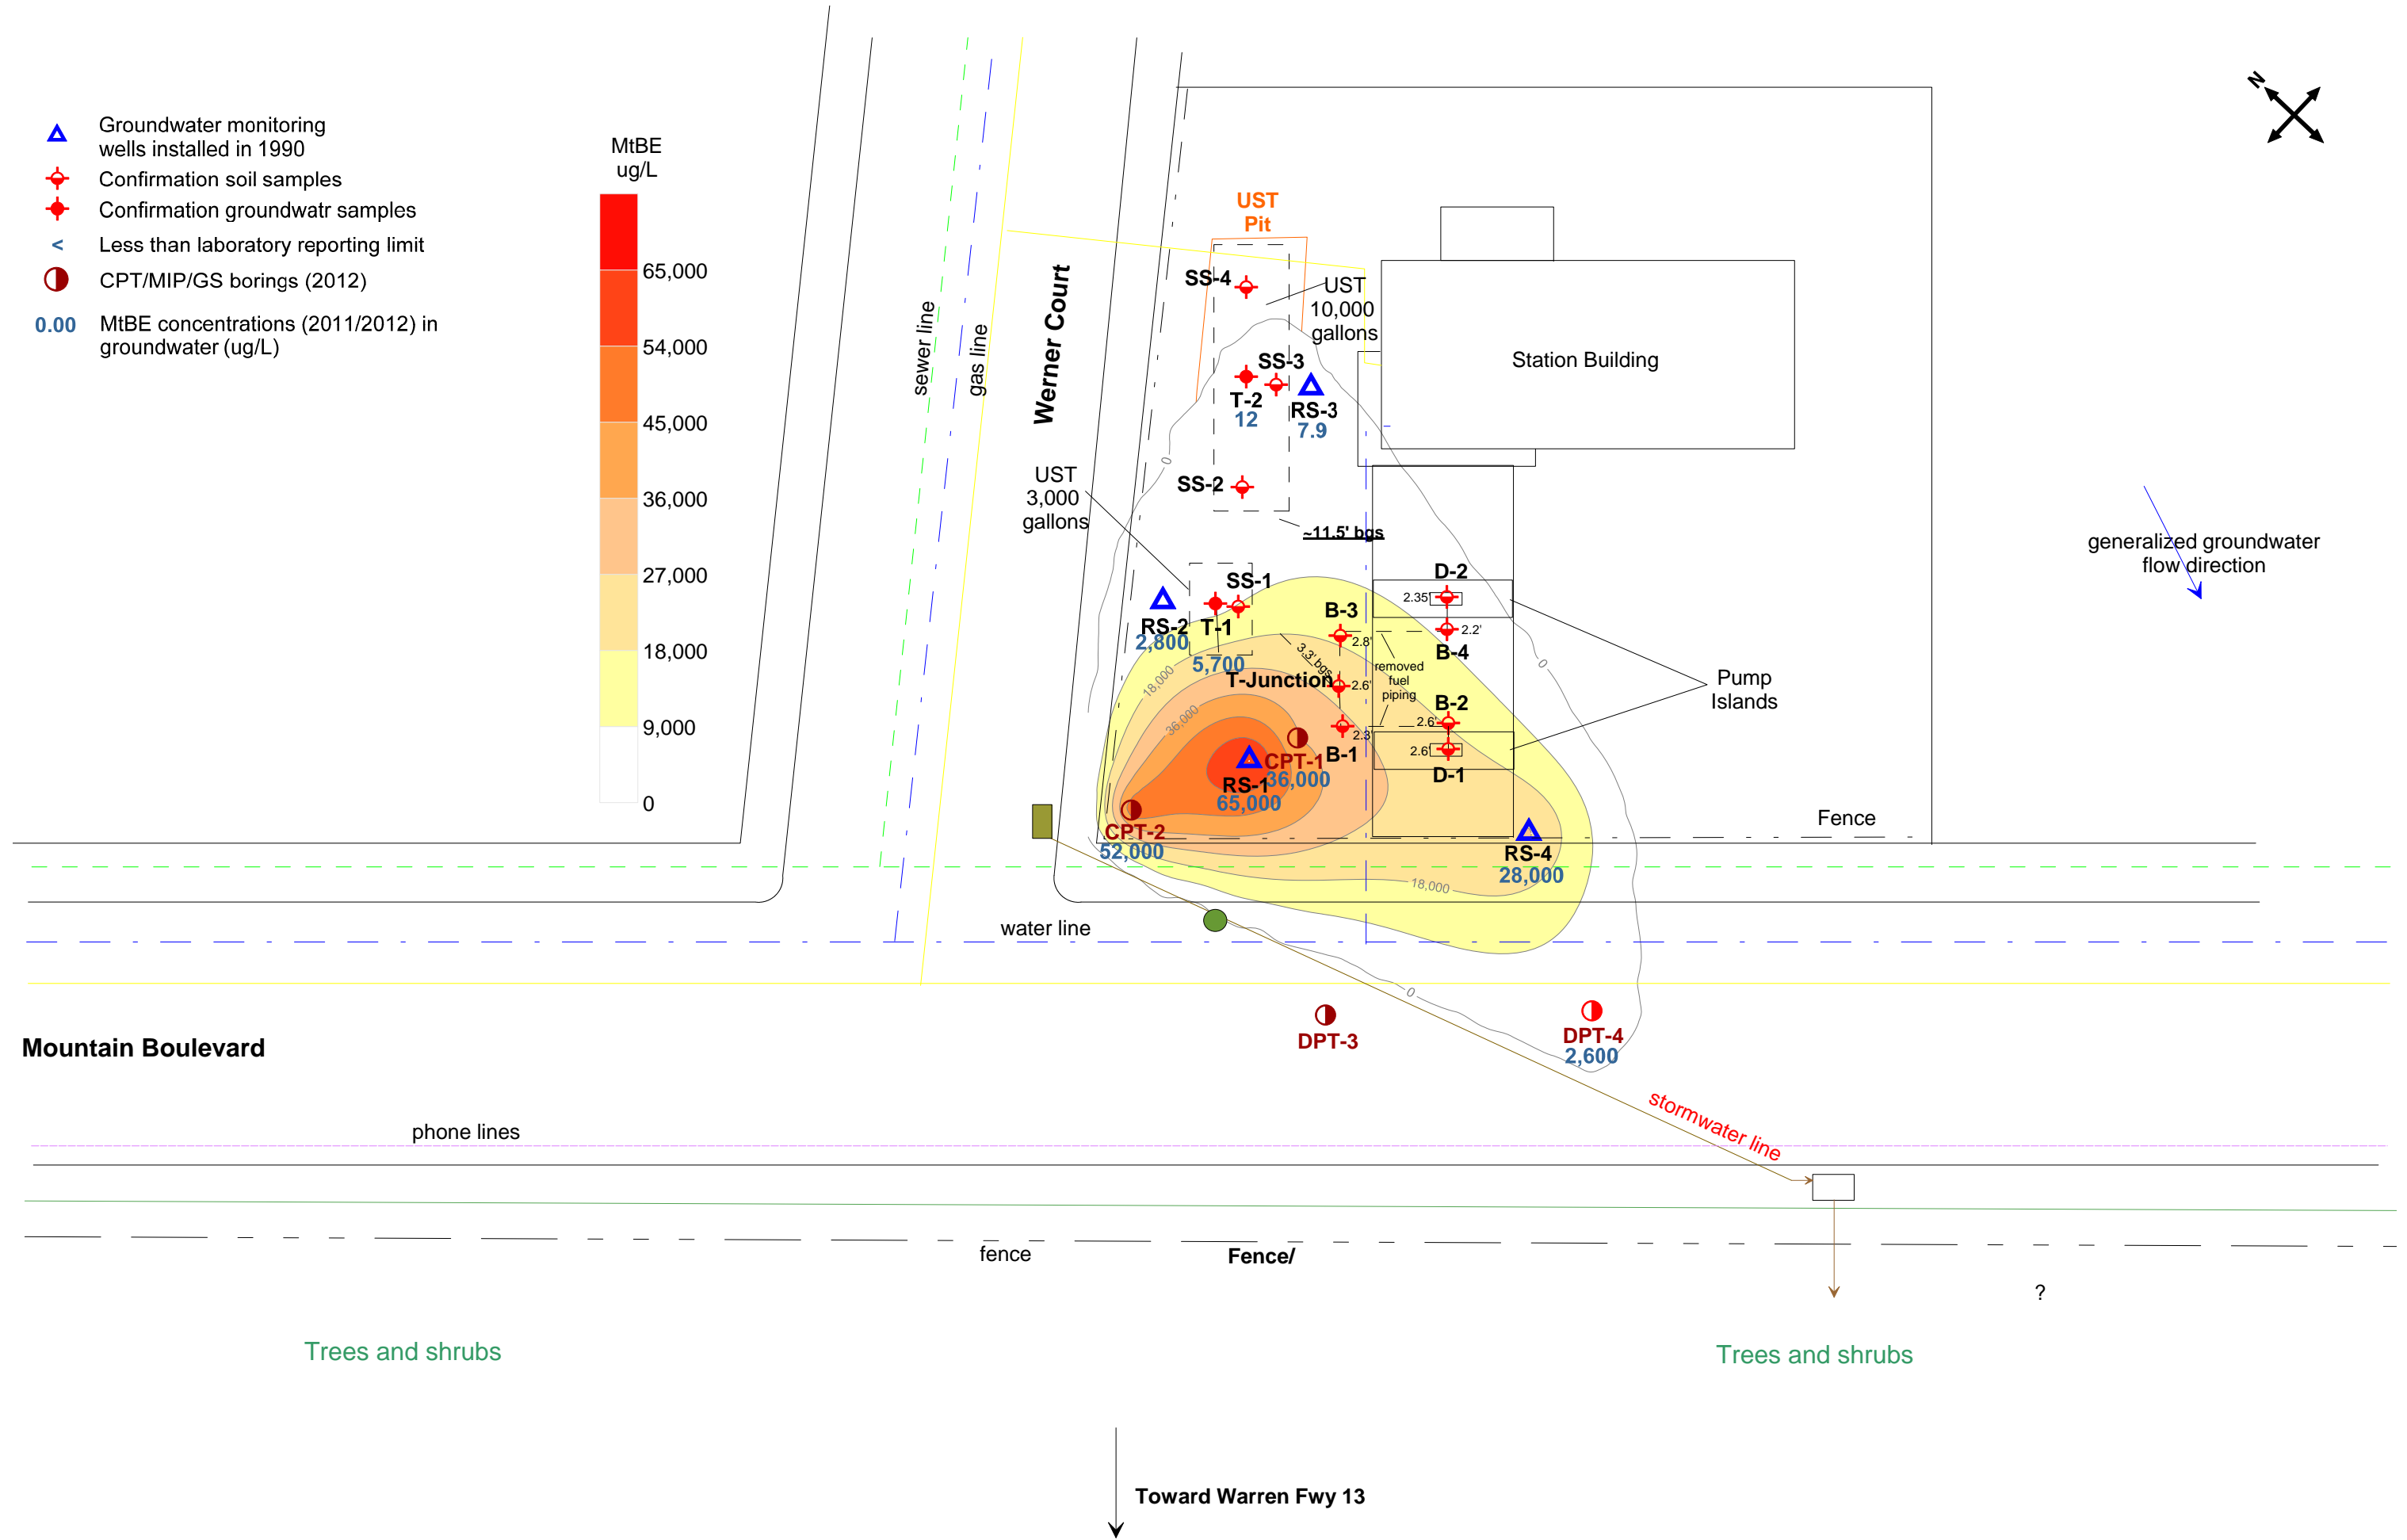 N
Groundwater monitoring
wells installed in 1990
Confirmation soil samples
Confirmation groundwatr samples
< Less than laboratory reporting limit
CPT/MIP/GS borings (2012)
0.00 MtBE concentrations (2011/2012) in
groundwater (ug/L)
MtBE
ug/L
65,000
54,000
45,000
36,000
27,000
18,000
9,000
0
sewer line
gas line
Werner Court
UST
Pit
SS-4
UST
10,000
gallons
Station Building
SS-3
T-2
12
RS-3
7.9
0
SS-2
UST
3,000
gallons
~11.5' bgs
generalized groundwater
flow direction
D-2
2.35'
SS-1
B-3
2.8'
2.2'
B-4
RS-2
2,800
T-1
5,700
3.3' bgs
removed
fuel
piping
0
T-Junction
2.6'
18,000
Pump
Islands
36,000
B-2
2.6'
2.3'
B-1
2.6'
D-1
CPT-1
36,000
RS-1
65,000
CPT-2
52,000
Fence
RS-4
28,000
18,000
water line
0
DPT-3
DPT-4
2,600
Mountain Boulevard
stormwater line
phone lines
fence
Fence/
?
Trees and shrubs
Trees and shrubs
Toward Warren Fwy 13